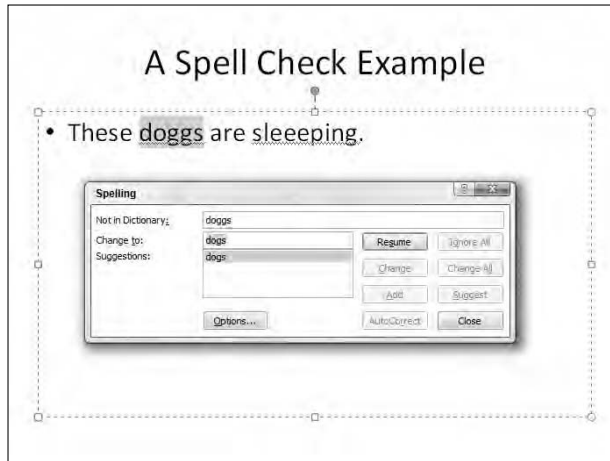 A Spell Check Example
• These doggs are sleeeping.
Spelling
Not in Dictionary: doggs
Change to: dogs
Suggestions: dogs
Resume Ignore All
Change Change All
Add Suggest
Options... AutoCorrect Close